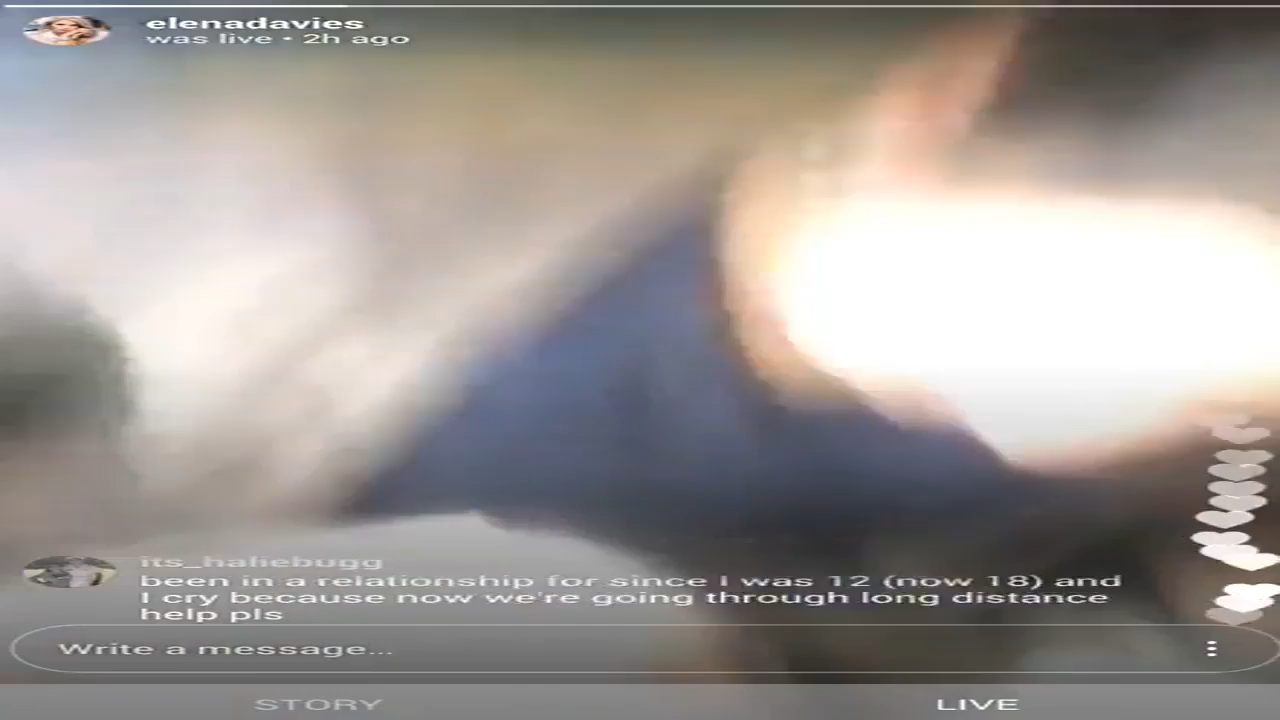 elenadavies
was live • 2h ago
its_haliebugg
been in a relationship for since I was 12 (now 18) and
I cry because now we're going through long distance
help pls
Write a message...
STORY
LIVE